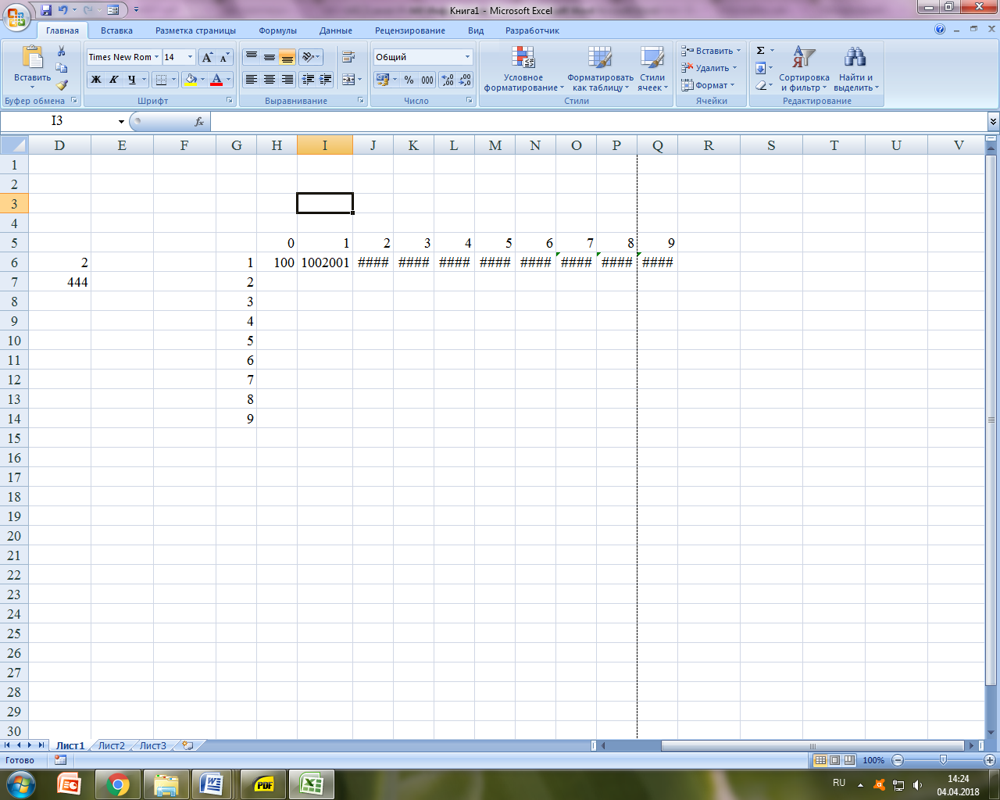 Книга1 - Microsoft Excel
Главная Вставка Разметка страницы Формулы Данные Рецензирование Вид Разработчик
Вставить
Буфер обмена
Times New Rom 14
Ж К Ч
Шрифт
Выравнивание
Общий
% 000 ,00 ,00
Число
Условное форматирование
Форматировать как таблицу
Стили ячеек
Стили
Вставить
Удалить
Формат
Ячейки
Σ
Сортировка и фильтр
Найти и выделить
Редактирование
I3 fx
D E F G H I J K L M N O P Q R S T U V
1
2
3
4
5 0 1 2 3 4 5 6 7 8 9
6 2 1 100 1002001 #### #### #### #### #### #### #### ####
7 444 2
8 3
9 4
10 5
11 6
12 7
13 8
14 9
15
16
17
18
19
20
21
22
23
24
25
26
27
28
29
30
Лист1 Лист2 Лист3
Готово 100%
PDF RU 14:24
04.04.2018